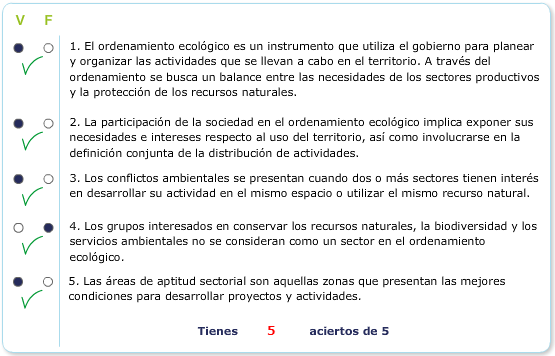 V F
1. El ordenamiento ecológico es un instrumento que utiliza el gobierno para planear
y organizar las actividades que se llevan a cabo en el territorio. A través del
ordenamiento se busca un balance entre las necesidades de los sectores productivos
y la protección de los recursos naturales.
2. La participación de la sociedad en el ordenamiento ecológico implica exponer sus
necesidades e intereses respecto al uso del territorio, así como involucrarse en la
definición conjunta de la distribución de actividades.
3. Los conflictos ambientales se presentan cuando dos o más sectores tienen interés
en desarrollar su actividad en el mismo espacio o utilizar el mismo recurso natural.
4. Los grupos interesados en conservar los recursos naturales, la biodiversidad y los
servicios ambientales no se consideran como un sector en el ordenamiento
ecológico.
5. Las áreas de aptitud sectorial son aquellas zonas que presentan las mejores
condiciones para desarrollar proyectos y actividades.
Tienes 5 aciertos de 5